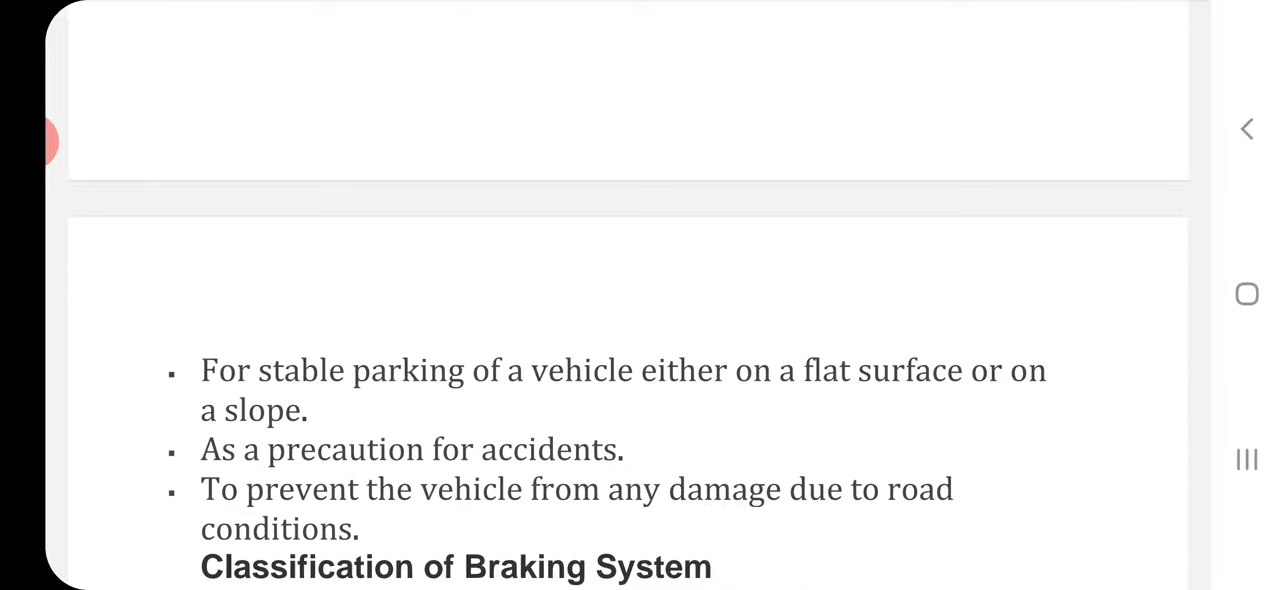 ▪ For stable parking of a vehicle either on a flat surface or on
a slope.
▪ As a precaution for accidents.
▪ To prevent the vehicle from any damage due to road
conditions.
Classification of Braking System